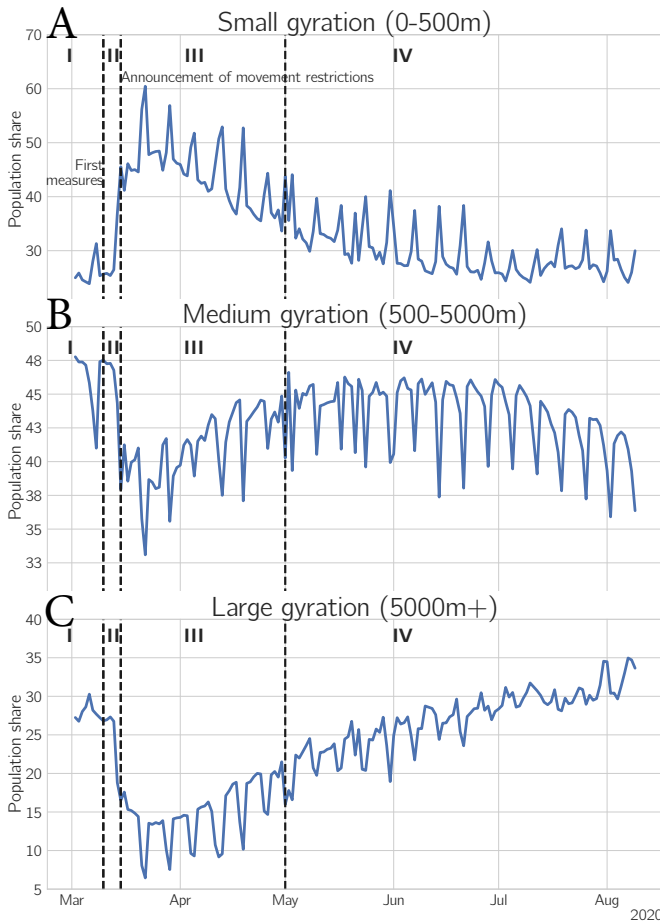 A Small gyration (0-500m)
70
I II III IV
Announcement of movement restrictions
60
50
First
measures
40
30
Population share
B Medium gyration (500-5000m)
50
I II III IV
48
45
43
40
38
35
33
Population share
C Large gyration (5000m+)
40
I II III IV
35
30
25
20
15
10
5
Population share
Mar Apr May Jun Jul Aug
2020